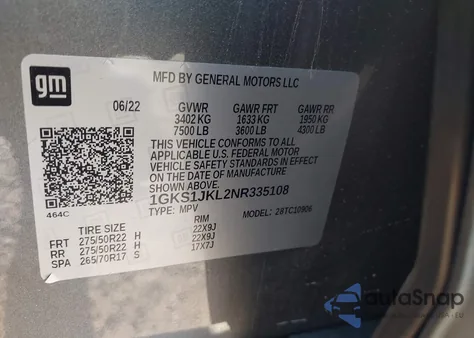 gm
MFD BY GENERAL MOTORS LLC
06/22 GVWR GAWR FRT GAWR RR
3402 KG 1633 KG 1950 KG
7500 LB 3600 LB 4300 LB
THIS VEHICLE CONFORMS TO ALL
APPLICABLE U.S. FEDERAL MOTOR
VEHICLE SAFETY STANDARDS IN EFFECT
ON THE DATE OF MANUFACTURE
SHOWN ABOVE.
1GKS1JKL2NR335108
TYPE: MPV MODEL:
464C
TIRE SIZE RIM
FRT 275/50R22 H 22X9J
RR 275/50R22 H 22X9J
SPA 265/70R17 S 17X7J
autoSnap